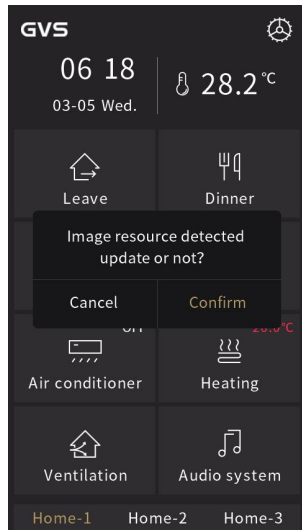 GVS
06 18
03-05 Wed.
28.2°C
Leave
Dinner
Image resource detected
update or not?
Cancel
Confirm
Air conditioner
Heating
Ventilation
Audio system
Home-1
Home-2
Home-3